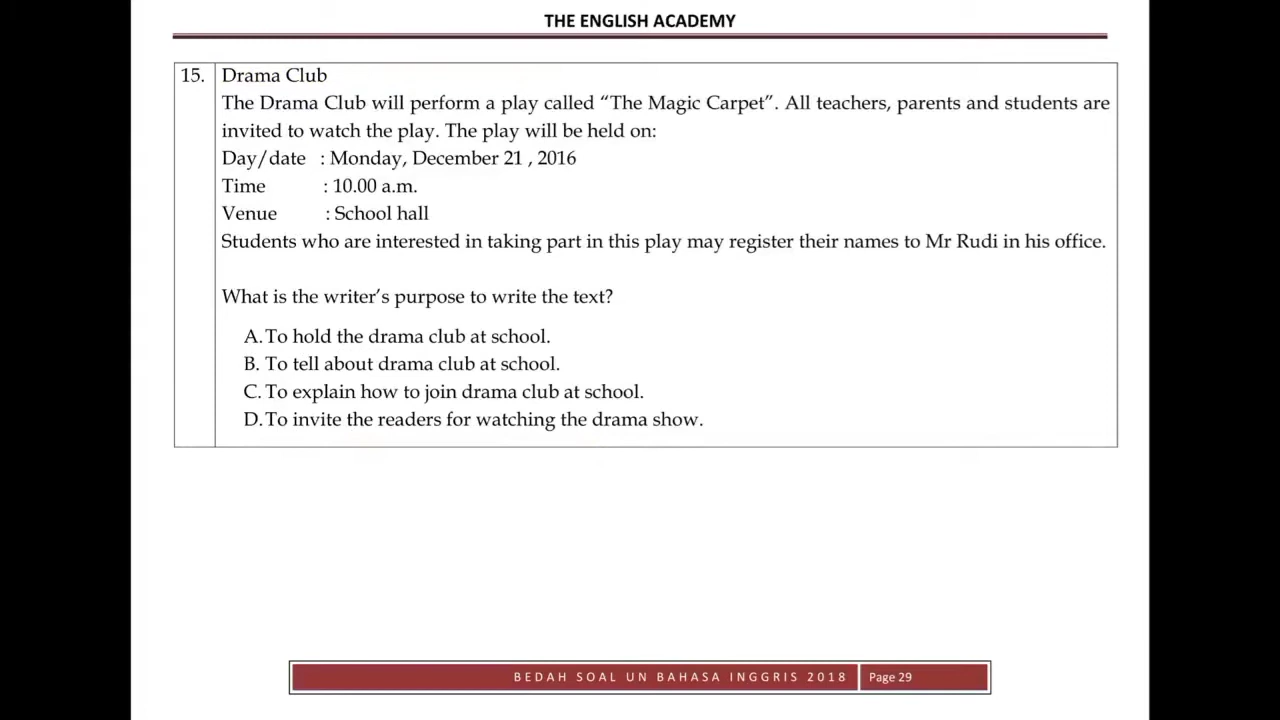 THE ENGLISH ACADEMY
15. Drama Club
The Drama Club will perform a play called “The Magic Carpet”. All teachers, parents and students are
invited to watch the play. The play will be held on:
Day/date : Monday, December 21 , 2016
Time : 10.00 a.m.
Venue : School hall
Students who are interested in taking part in this play may register their names to Mr Rudi in his office.
What is the writer’s purpose to write the text?
A. To hold the drama club at school.
B. To tell about drama club at school.
C. To explain how to join drama club at school.
D. To invite the readers for watching the drama show.
BEDAH SOAL UN BAHASA INGGRIS 2018 Page 29